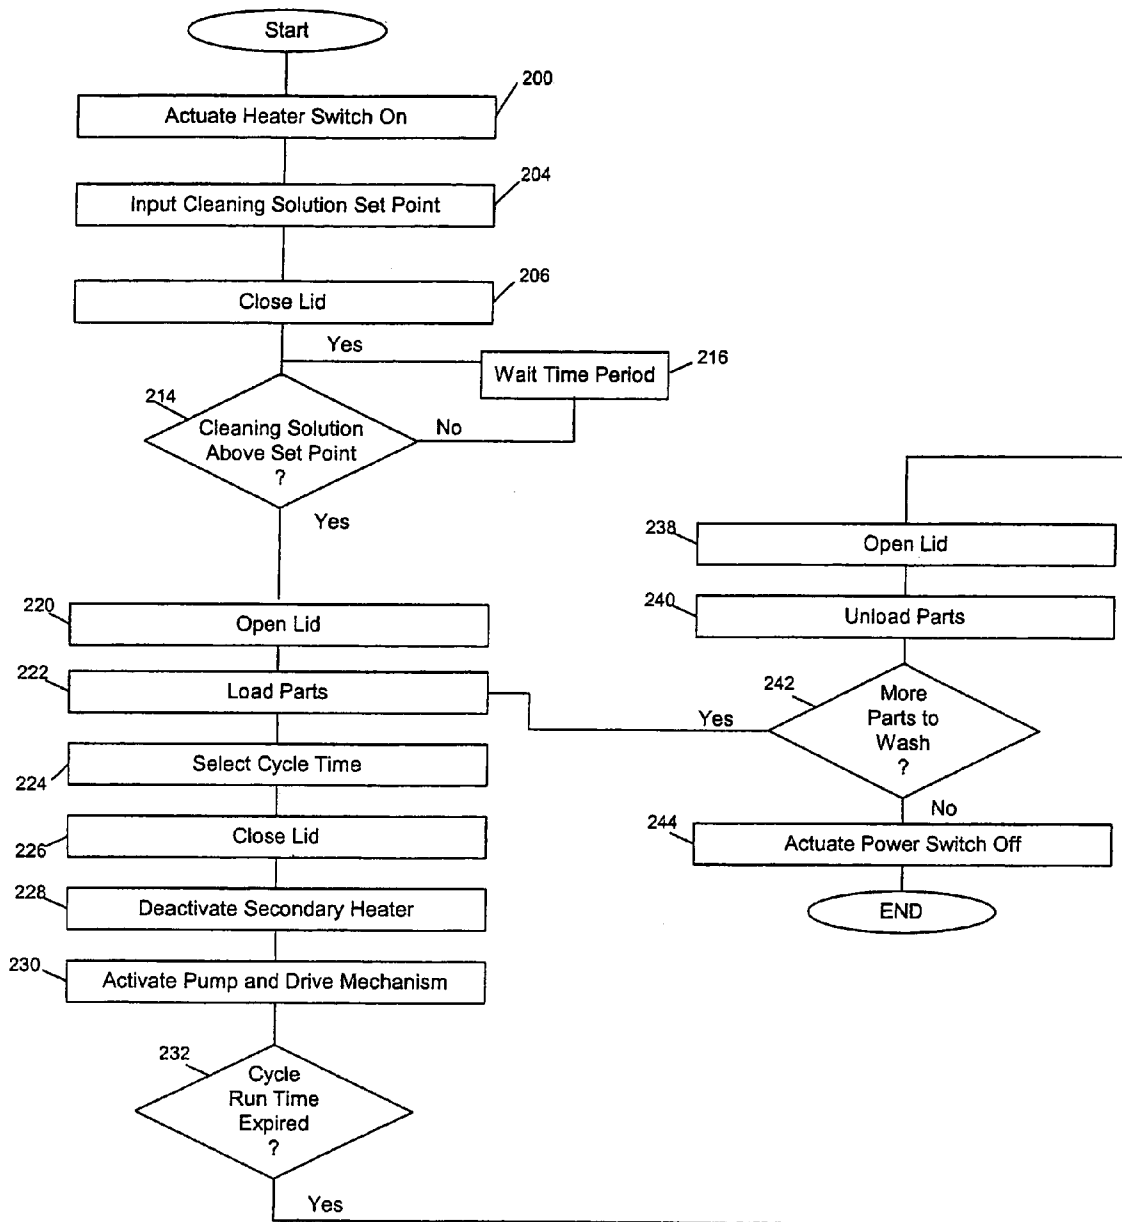 Start
200
Actuate Heater Switch On
204
Input Cleaning Solution Set Point
206
Close Lid
Yes
216
Wait Time Period
214
Cleaning Solution
Above Set Point
?
No
Yes
220
Open Lid
222
Load Parts
224
Select Cycle Time
226
Close Lid
228
Deactivate Secondary Heater
230
Activate Pump and Drive Mechanism
232
Cycle
Run Time
Expired
?
Yes
238
Open Lid
240
Unload Parts
242
More
Parts to
Wash
?
Yes
No
244
Actuate Power Switch Off
END